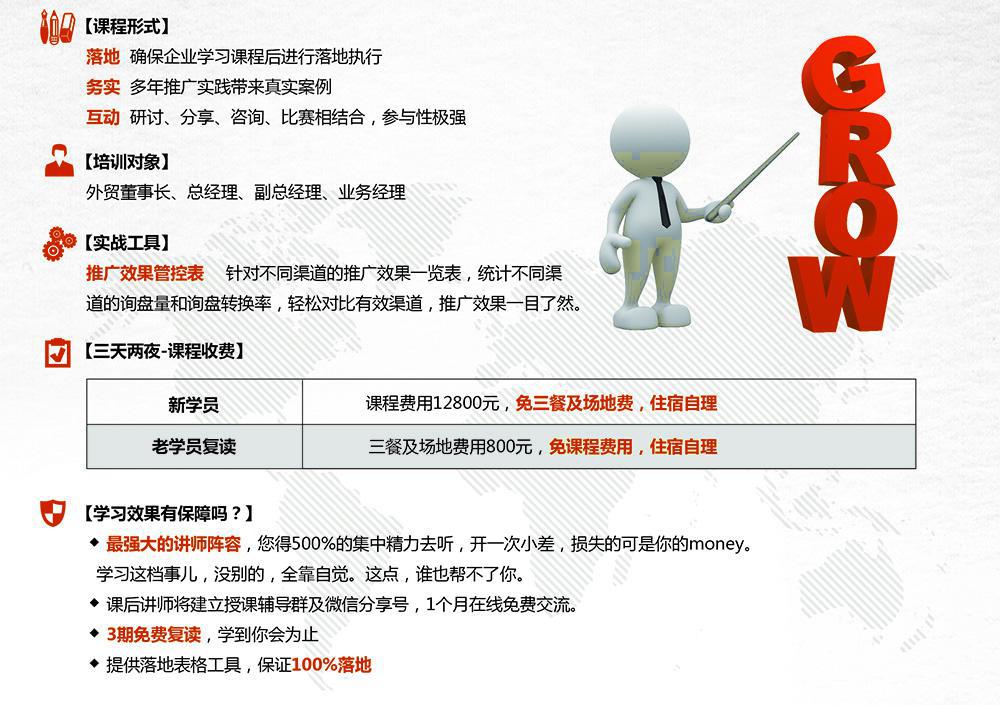 【课程形式】
落地 确保企业学习课程后进行落地执行
务实 多年推广实践带来真实案例
互动 研讨、分享、咨询、比赛相结合，参与性极强
【培训对象】
外贸董事长、总经理、副总经理、业务经理
【实战工具】
推广效果管控表 针对不同渠道的推广效果一览表，统计不同渠
道的询盘量和询盘转换率，轻松对比有效渠道，推广效果一目了然。
【三天两夜-课程收费】
新学员 课程费用12800元，免三餐及场地费，住宿自理
老学员复读 三餐及场地费用800元，免课程费用，住宿自理
【学习效果有保障吗？】
◆ 最强大的讲师阵容，您得500%的集中精力去听，开一次小差，损失的可是你的money。
学习这档事儿，没别的，全靠自觉。这点，谁也帮不了你。
◆ 课后讲师将建立授课辅导群及微信分享号，1个月在线免费交流。
◆ 3期免费复读，学到你会为止
◆ 提供落地表格工具，保证100%落地
GROW